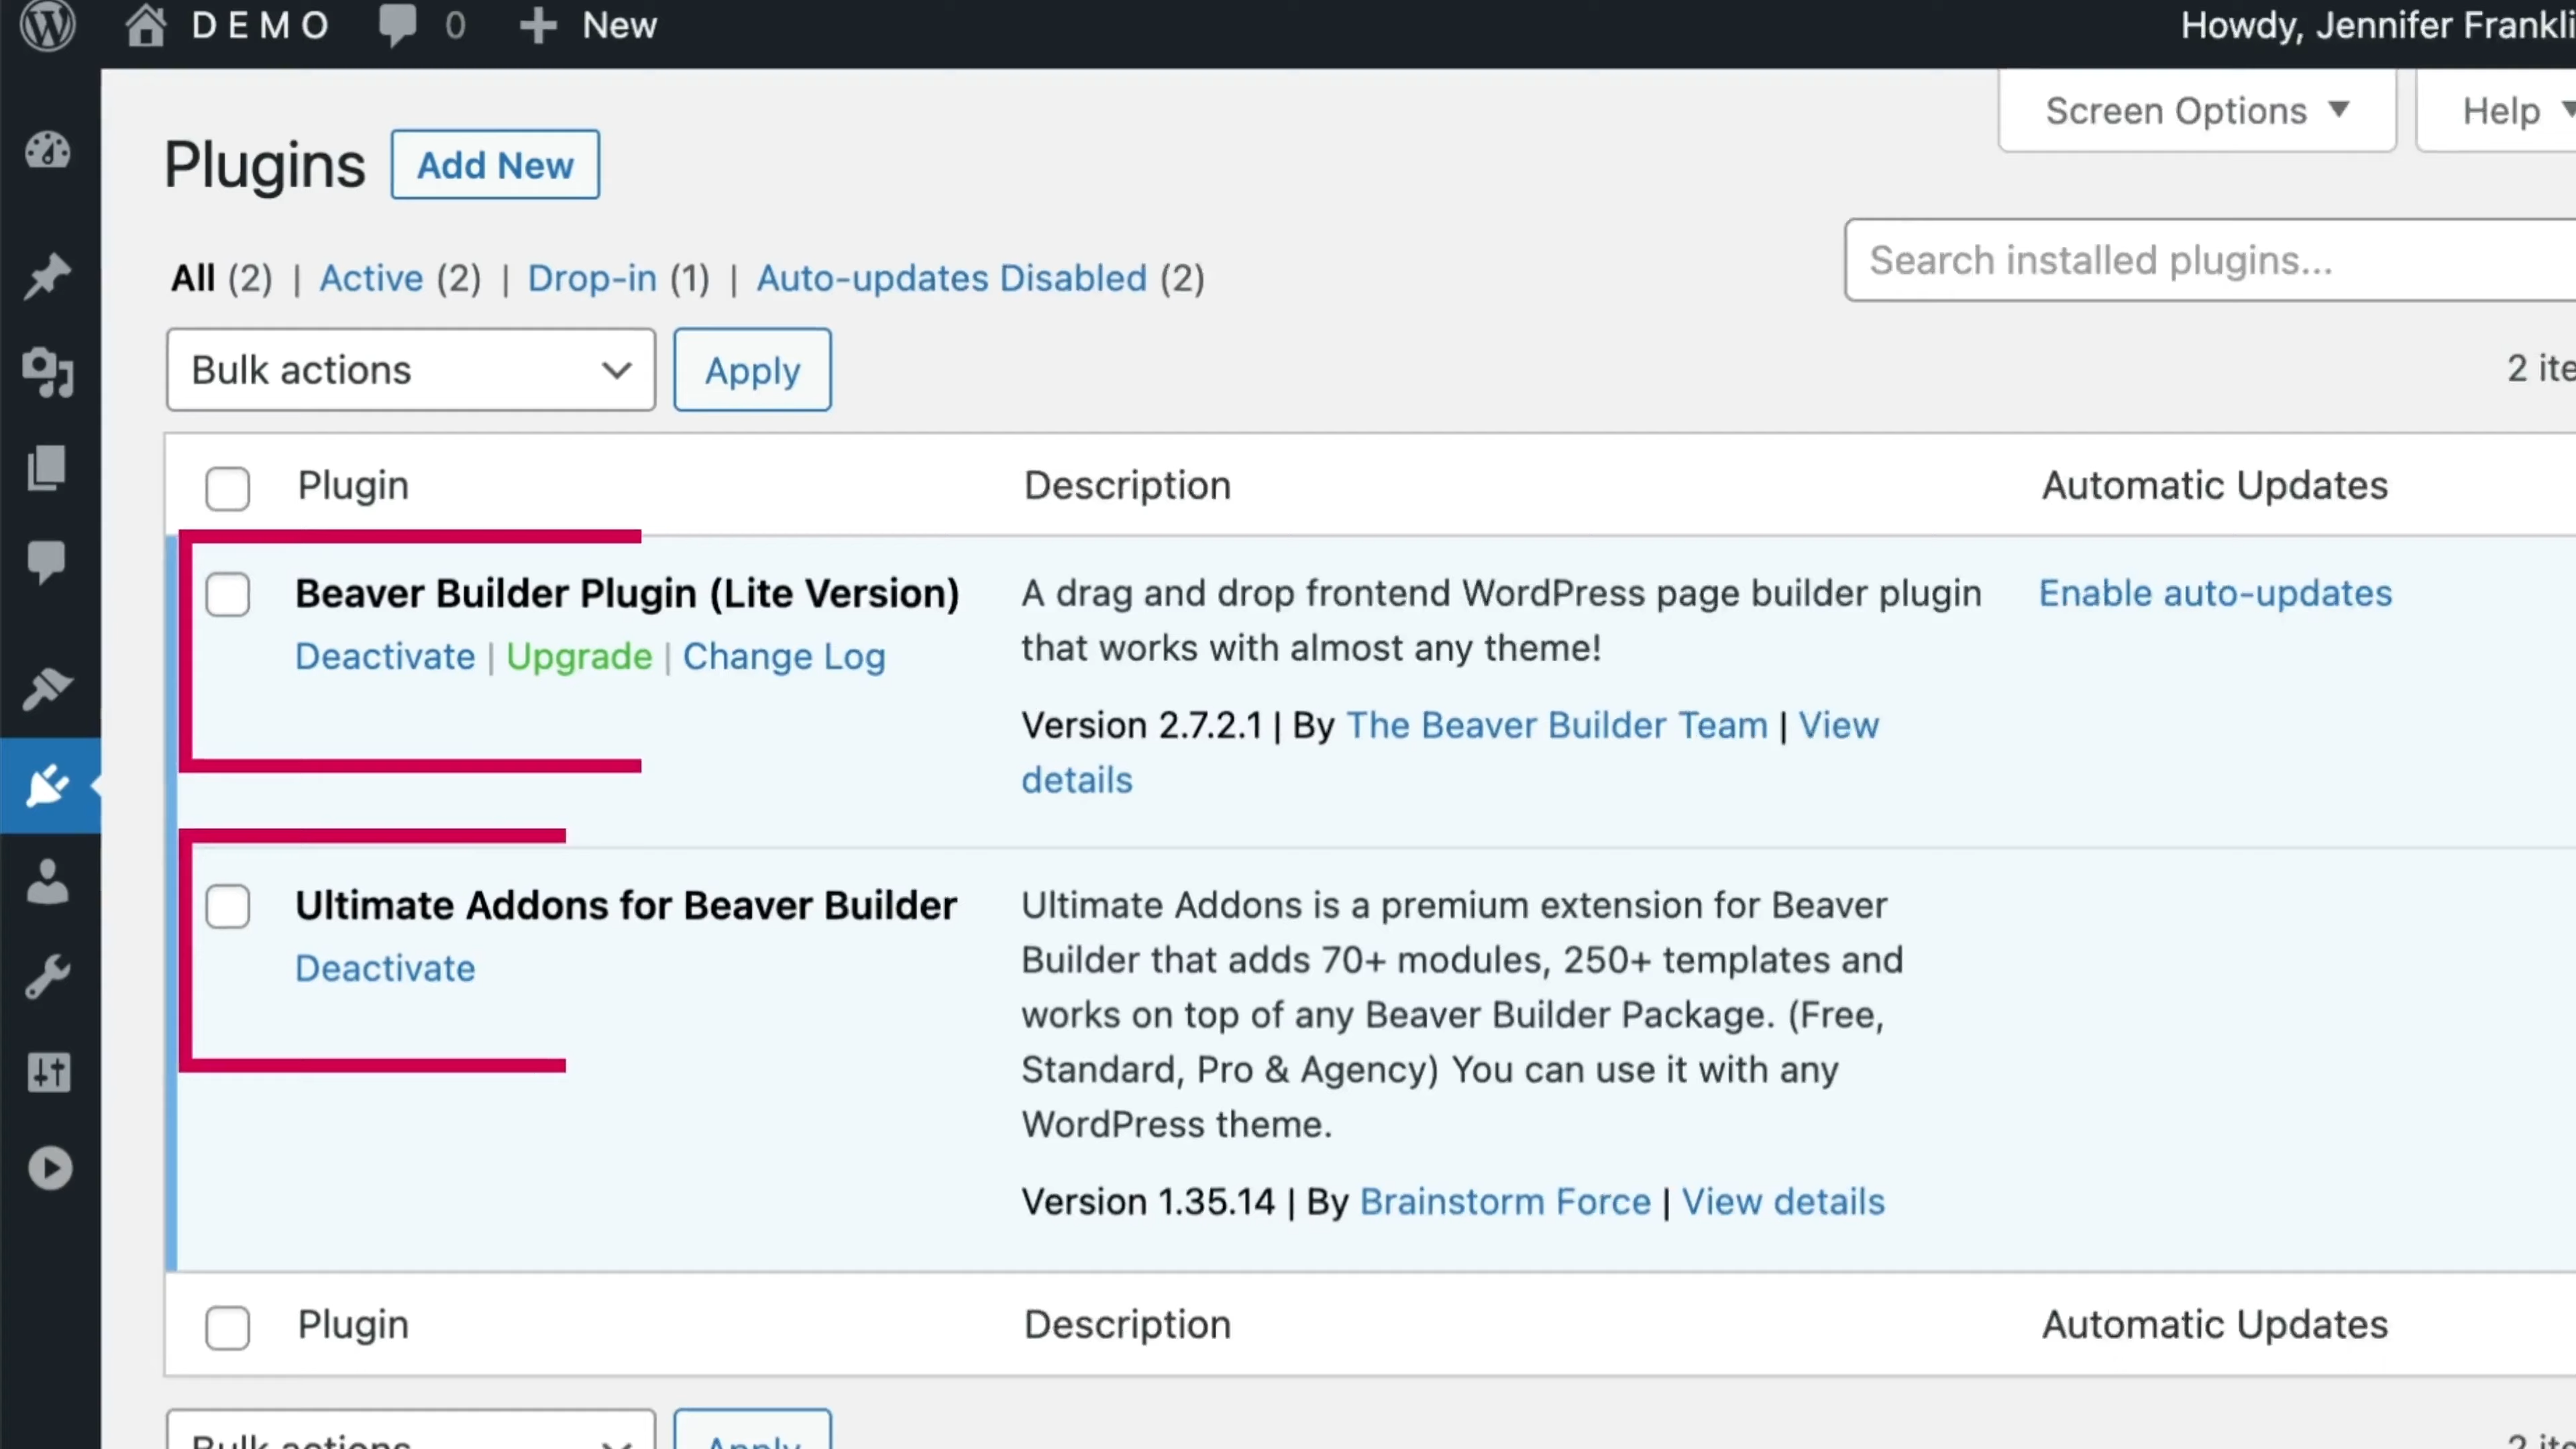 DEMO 0 New Howdy, Jennifer Frankli
Screen Options Help
Plugins Add New
Search installed plugins...
All (2) | Active (2) | Drop-in (1) | Auto-updates Disabled (2)
Bulk actions Apply 2 ite
Plugin Description Automatic Updates
Beaver Builder Plugin (Lite Version)
Deactivate | Upgrade | Change Log
A drag and drop frontend WordPress page builder plugin
that works with almost any theme!
Version 2.7.2.1 | By The Beaver Builder Team | View
details
Enable auto-updates
Ultimate Addons for Beaver Builder
Deactivate
Ultimate Addons is a premium extension for Beaver
Builder that adds 70+ modules, 250+ templates and
works on top of any Beaver Builder Package. (Free,
Standard, Pro & Agency) You can use it with any
WordPress theme.
Version 1.35.14 | By Brainstorm Force | View details
Plugin Description Automatic Updates
Bulk actions Apply 2 ite